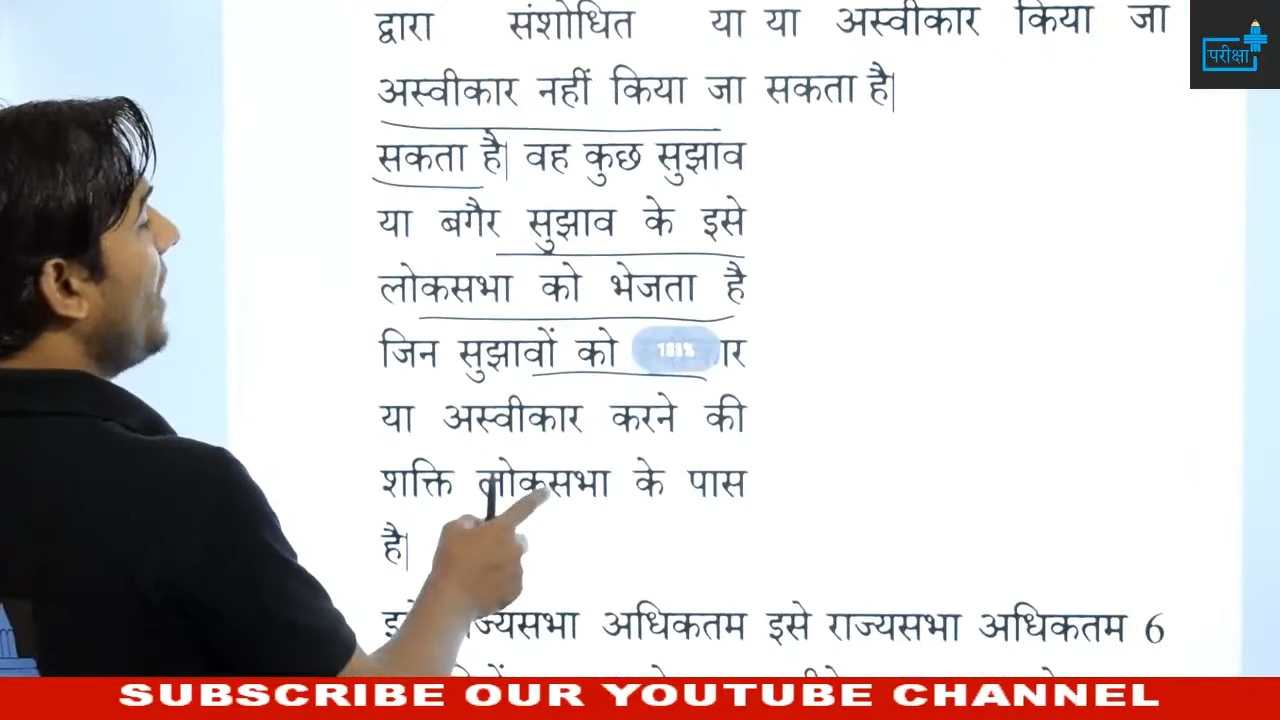 द्वारा संशोधित या या अस्वीकार किया जा
अस्वीकार नहीं किया जा सकता है|
सकता है| वह कुछ सुझाव
या बगैर सुझाव के इसे
लोकसभा को भेजता है
जिन सुझावों को
या अस्वीकार करने की
शक्ति लोकसभा के पास
है|
राज्यसभा अधिकतम इसे राज्यसभा अधिकतम 6
परीक्षा
SUBSCRIBE OUR YOUTUBE CHANNEL